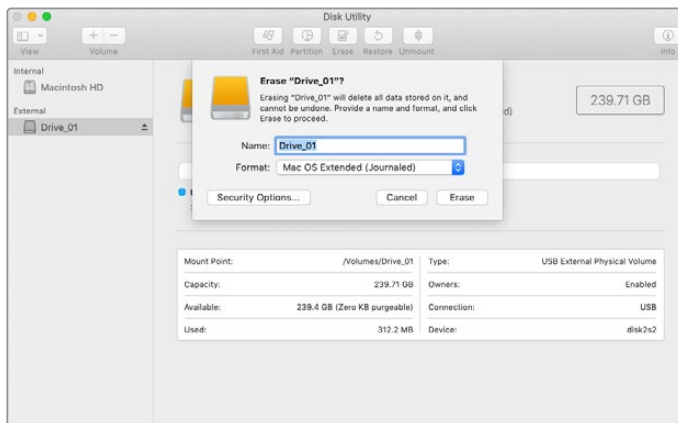 Disk Utility
View
Volume
First Aid
Partition
Erase
Restore
Unmount
Info
Internal
Macintosh HD
External
Drive_01
Erase “Drive_01”?
Erasing “Drive_01” will delete all data stored on it, and
cannot be undone. Provide a name and format, and click
Erase to proceed.
Name: Drive_01
Format: Mac OS Extended (Journaled)
Security Options...
Cancel
Erase
239.71 GB
Mount Point: /Volumes/Drive_01
Type: USB External Physical Volume
Capacity: 239.71 GB
Owners: Enabled
Available: 239.4 GB (Zero KB purgeable)
Connection: USB
Used: 312.2 MB
Device: disk2s2